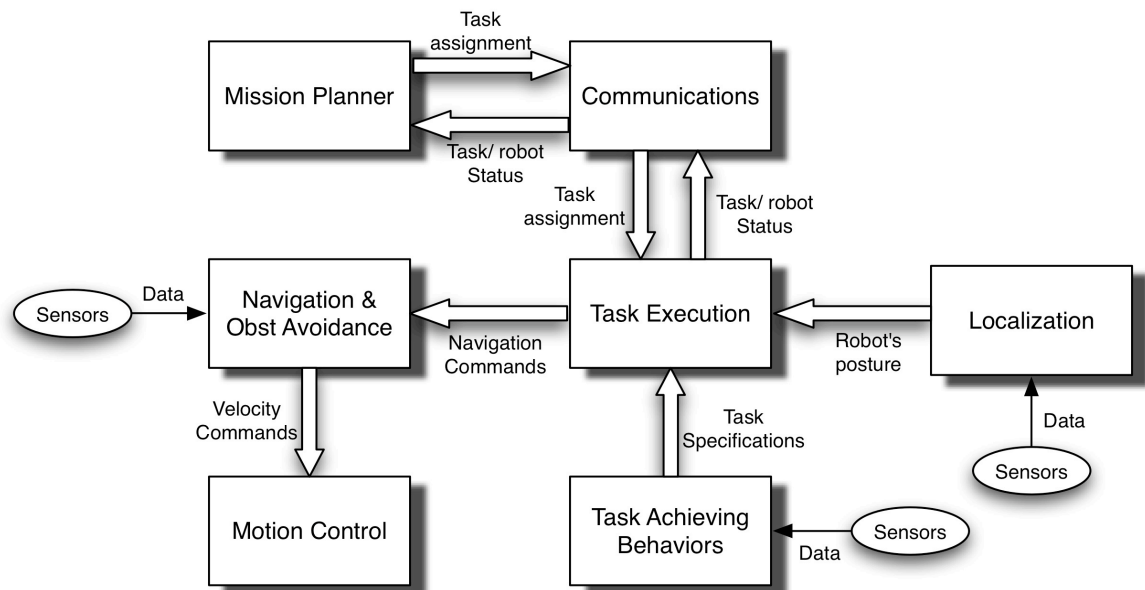 Task
assignment
Mission Planner
Communications
Task/ robot
Status
Task
assignment
Task/ robot
Status
Sensors
Data
Navigation &
Obst Avoidance
Navigation
Commands
Task Execution
Robot's
posture
Localization
Velocity
Commands
Task
Specifications
Data
Sensors
Motion Control
Task Achieving
Behaviors
Data
Sensors